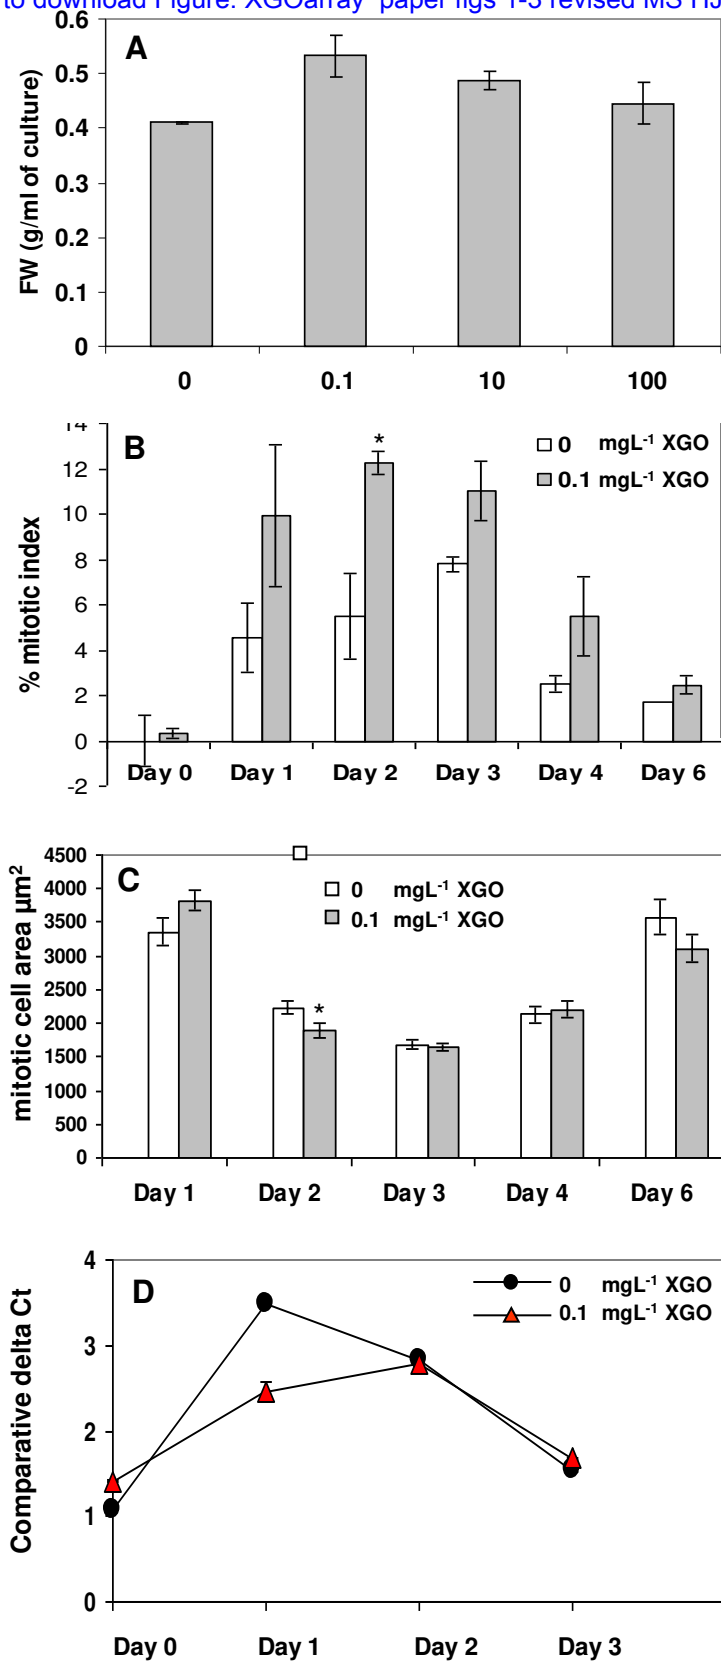 to download Figure: XGOarray paper figs 1-3 revised MS
A
0.6
0.5
0.4
0.3
0.2
0.1
0
FW (g/ml of culture)
0 0.1 10 100
B
14
12
10
8
6
4
2
0
-2
% mitotic index
*
0 mgL-1 XGO
0.1 mgL-1 XGO
Day 0 Day 1 Day 2 Day 3 Day 4 Day 6
C
4500
4000
3500
3000
2500
2000
1500
1000
500
0
mitotic cell area µm2
0 mgL-1 XGO
0.1 mgL-1 XGO
*
Day 1 Day 2 Day 3 Day 4 Day 6
D
4
3
2
1
0
Comparative delta Ct
0 mgL-1 XGO
0.1 mgL-1 XGO
Day 0 Day 1 Day 2 Day 3